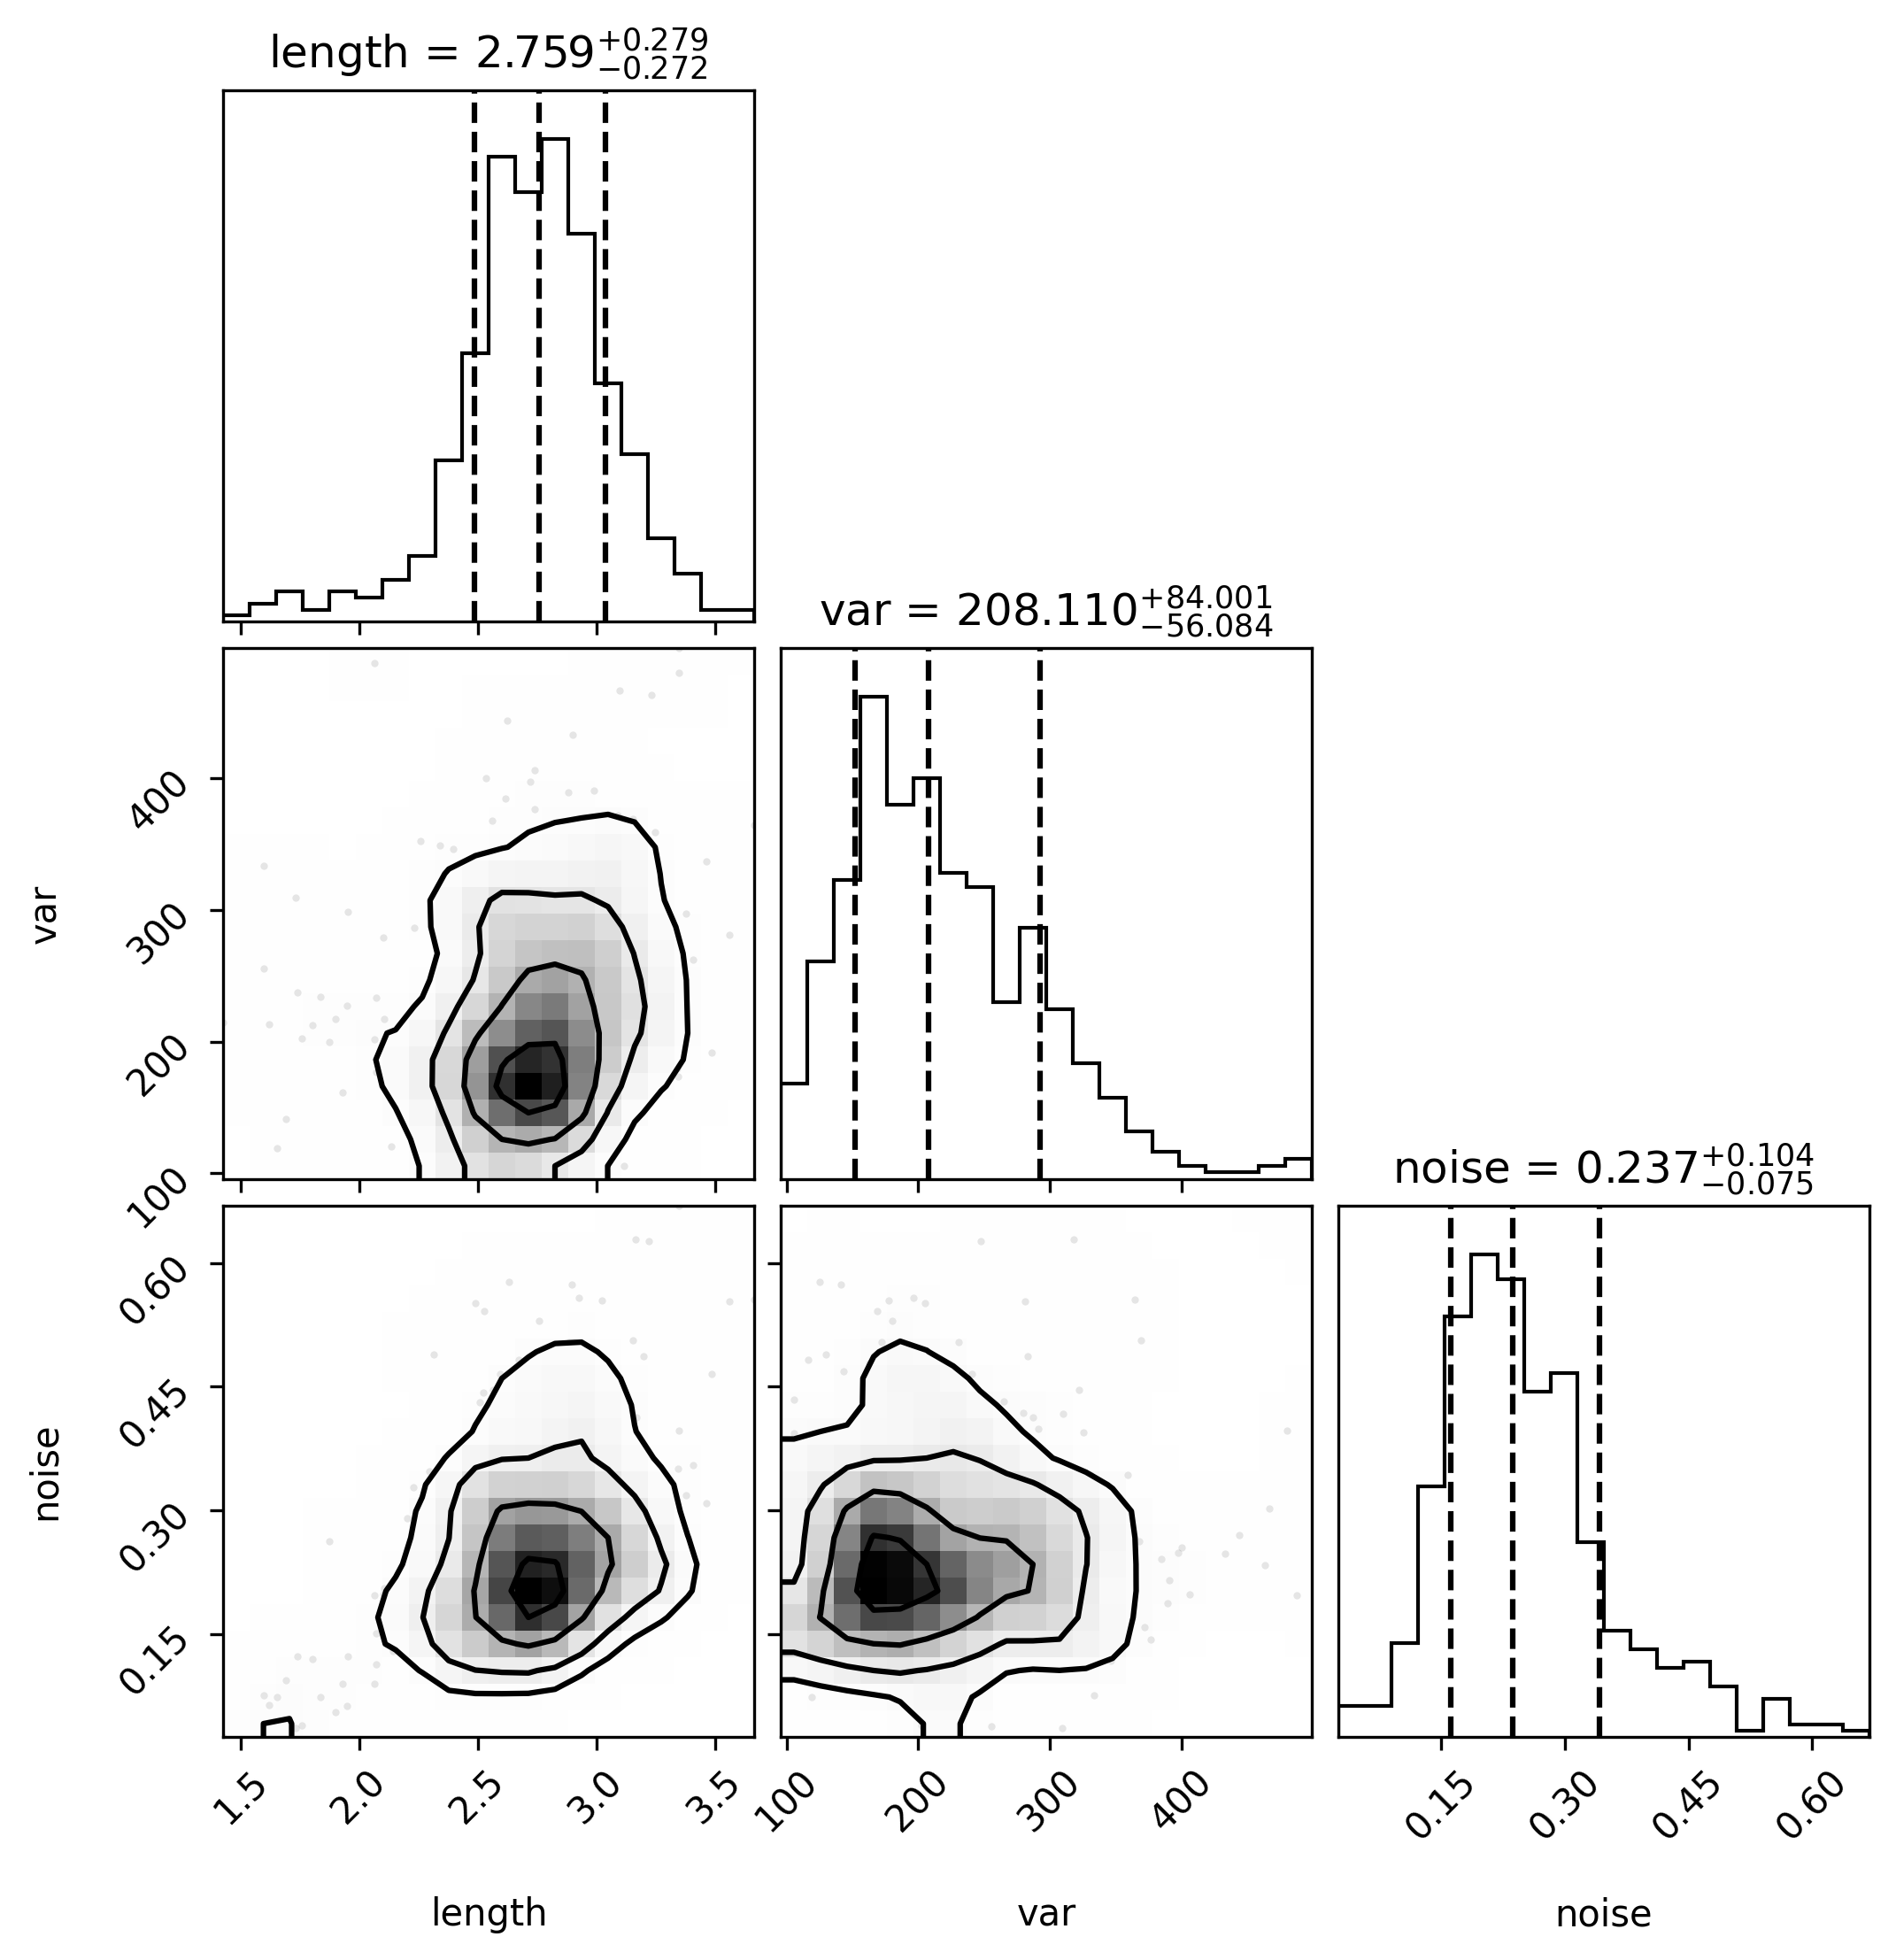 length = 2.759+0.279−0.272
var = 208.110+84.001−56.084
400
300
200
100
var
noise = 0.237+0.104−0.075
0.60
0.45
0.30
0.15
noise
1.5 2.0 2.5 3.0 3.5 100 200 300 400 0.15 0.30 0.45 0.60
length var noise